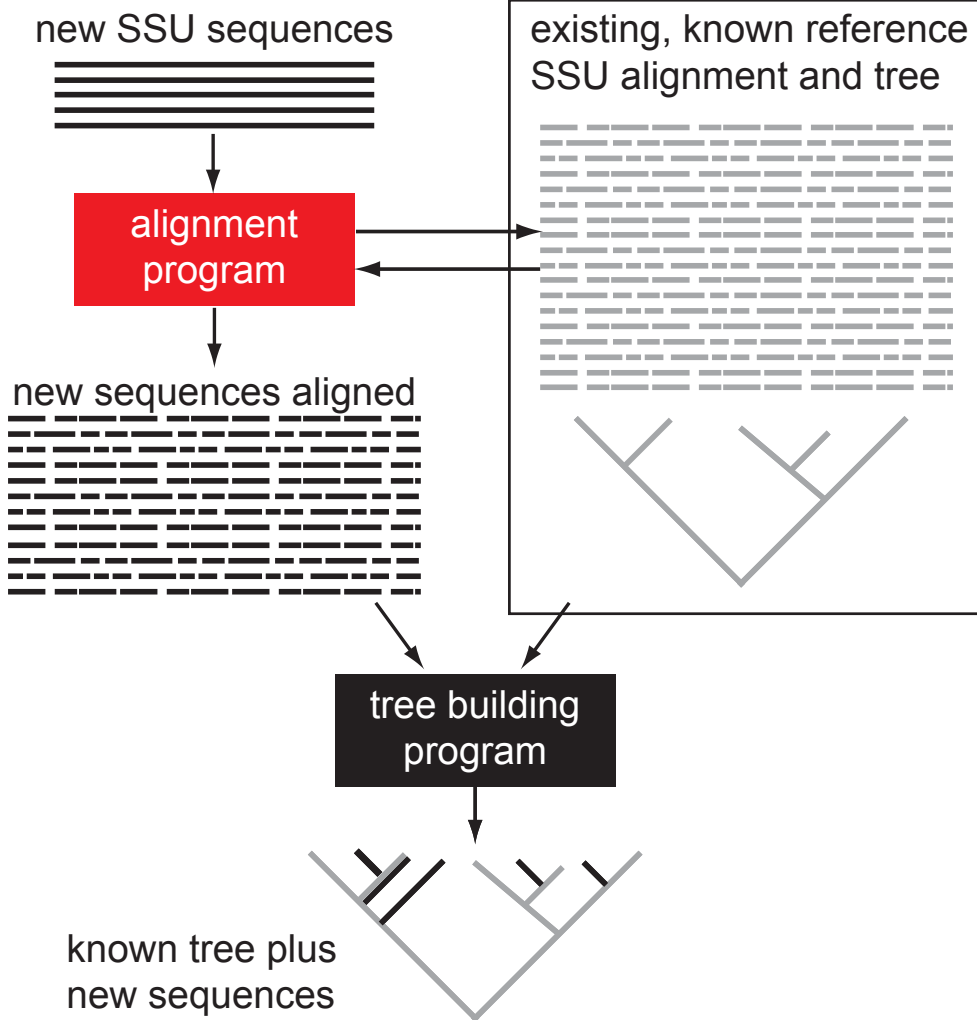 new SSU sequences
existing, known reference
SSU alignment and tree
alignment
program
new sequences aligned
tree building
program
known tree plus
new sequences